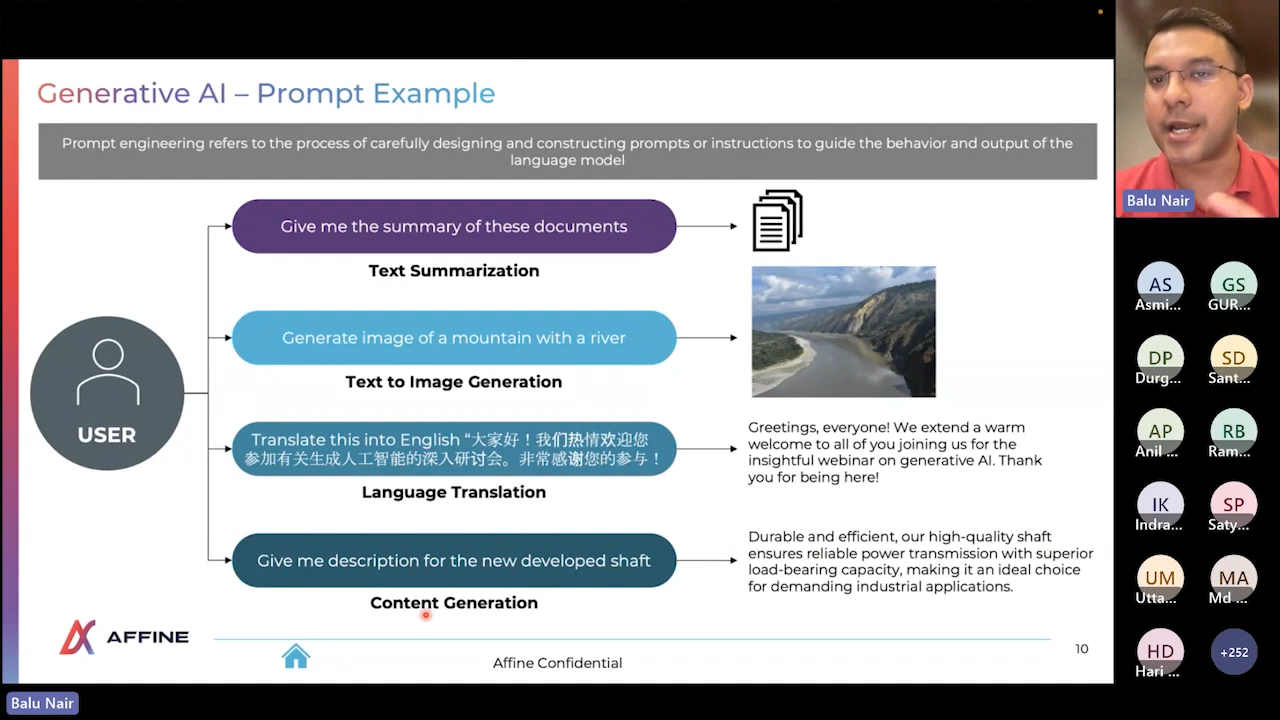 Generative AI – Prompt Example
Prompt engineering refers to the process of carefully designing and constructing prompts or instructions to guide the behavior and output of the
language model
Give me the summary of these documents
Text Summarization
Generate image of a mountain with a river
Text to Image Generation
USER
Translate this into English “大家好！我们热情欢迎您
参加有关生成人工智能的深入研讨会。非常感谢您的参与！
Language Translation
Greetings, everyone! We extend a warm
welcome to all of you joining us for the
insightful webinar on generative AI. Thank
you for being here!
Give me description for the new developed shaft
Content Generation
Durable and efficient, our high-quality shaft
ensures reliable power transmission with superior
load-bearing capacity, making it an ideal choice
for demanding industrial applications.
AFFINE
Affine Confidential
10
Balu Nair
Balu Nair
AS GS
Asmi... GUR...
DP SD
Durg... Sant...
AP RB
Anil ... Ram...
IK SP
Indra... Saty...
UM MA
Utta... Md ...
HD +252
Hari ...